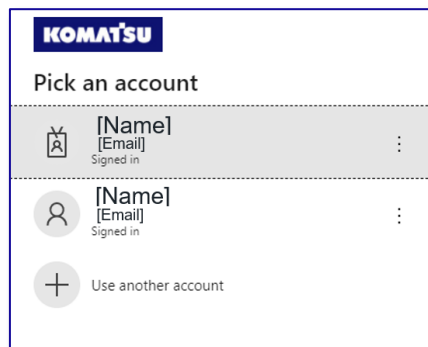 KOMATSU
Pick an account
[Name]
[Email]
Signed in
[Name]
[Email]
Signed in
Use another account